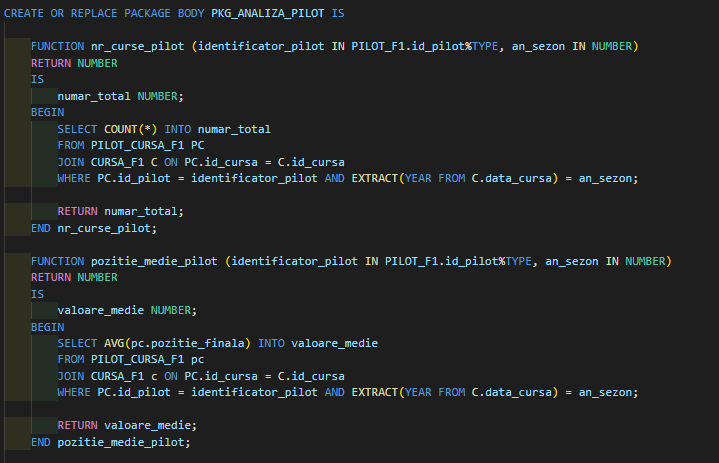 CREATE OR REPLACE PACKAGE BODY PKG_ANALIZA_PILOT IS
FUNCTION nr_curse_pilot (identificator_pilot IN PILOT_F1.id_pilot%TYPE, an_sezon IN NUMBER)
RETURN NUMBER
IS
numar_total NUMBER;
BEGIN
SELECT COUNT(*) INTO numar_total
FROM PILOT_CURSA_F1 PC
JOIN CURSA_F1 C ON PC.id_cursa = C.id_cursa
WHERE PC.id_pilot = identificator_pilot AND EXTRACT(YEAR FROM C.data_cursa) = an_sezon;
RETURN numar_total;
END nr_curse_pilot;
FUNCTION pozitie_medie_pilot (identificator_pilot IN PILOT_F1.id_pilot%TYPE, an_sezon IN NUMBER)
RETURN NUMBER
IS
valoare_medie NUMBER;
BEGIN
SELECT AVG(pc.pozitie_finala) INTO valoare_medie
FROM PILOT_CURSA_F1 pc
JOIN CURSA_F1 c ON PC.id_cursa = C.id_cursa
WHERE PC.id_pilot = identificator_pilot AND EXTRACT(YEAR FROM C.data_cursa) = an_sezon;
RETURN valoare_medie;
END pozitie_medie_pilot;